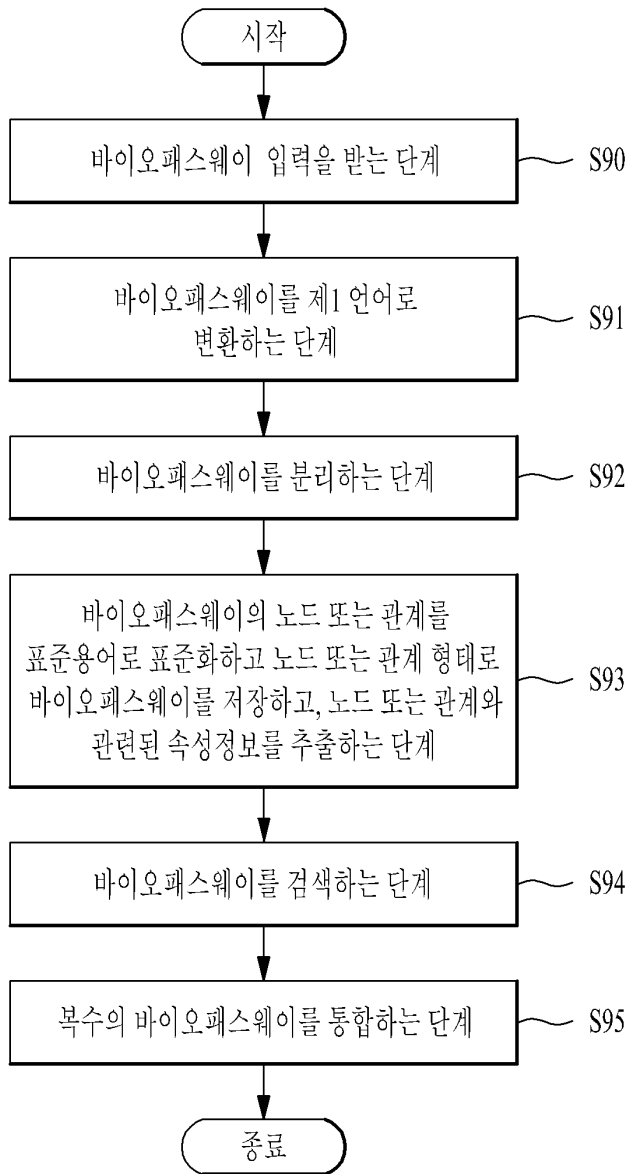 시작
바이오패스웨이 입력을 받는 단계
S90
바이오패스웨이를 제1 언어로
변환하는 단계
S91
바이오패스웨이를 분리하는 단계
S92
바이오패스웨이의 노드 또는 관계를
표준용어로 표준화하고 노드 또는 관계 형태로
바이오패스웨이를 저장하고, 노드 또는 관계와
관련된 속성정보를 추출하는 단계
S93
바이오패스웨이를 검색하는 단계
S94
복수의 바이오패스웨이를 통합하는 단계
S95
종료